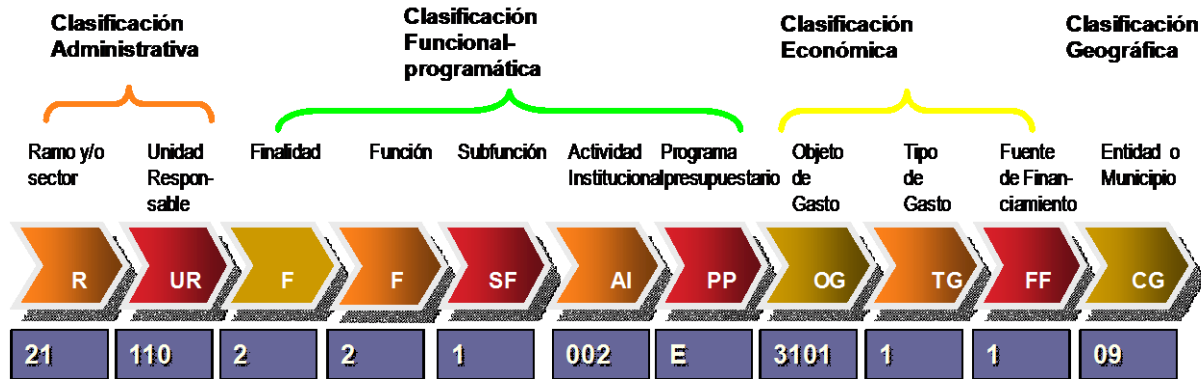 Clasificación
Administrativa
Clasificación
Funcional-
programática
Clasificación
Económica
Clasificación
Geográfica
Ramo y/o
sector
Unidad
Respon-
sable
Finalidad
Función
Subfunción
Actividad
Institucional
Programa
presupuestario
Objeto
de
Gasto
Tipo
de
Gasto
Fuente
de Finan-
ciamiento
Entidad o
Municipio
R UR F F SF AI PP OG TG FF CG
21 110 2 2 1 002 E 3101 1 1 09